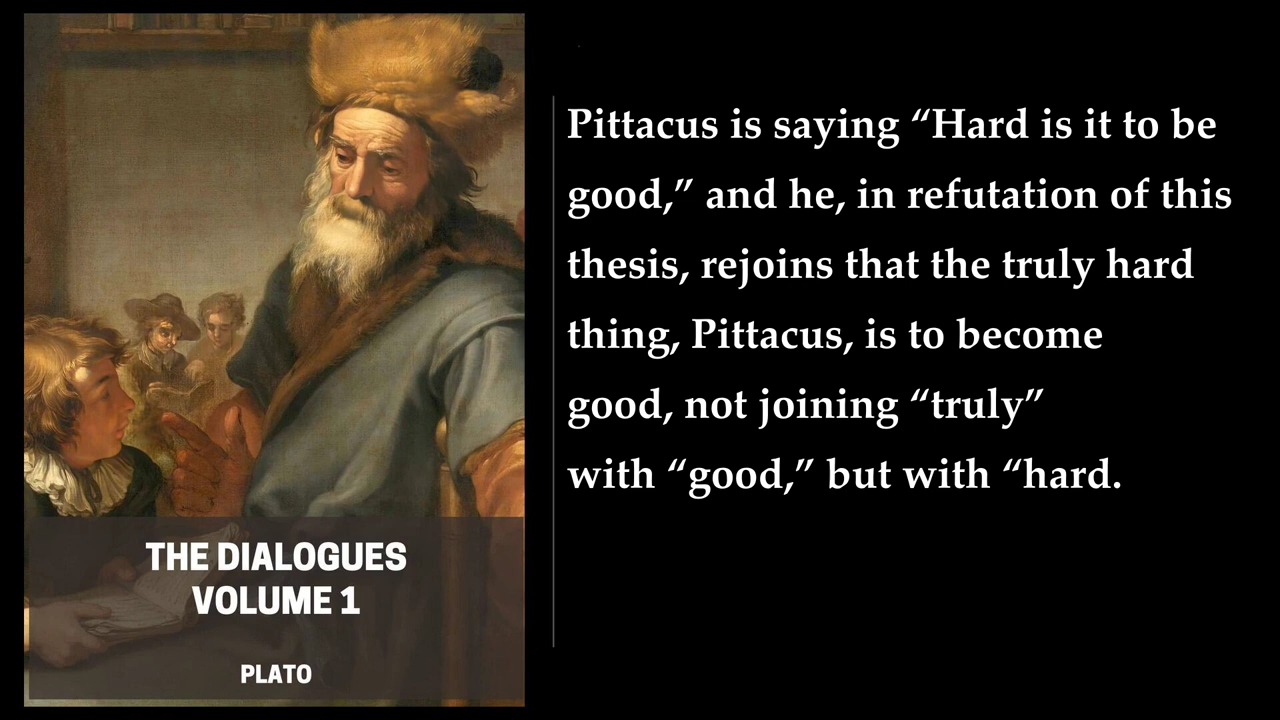 Pittacus is saying “Hard is it to be
good,” and he, in refutation of this
thesis, rejoins that the truly hard
thing, Pittacus, is to become
good, not joining “truly”
with “good,” but with “hard.
THE DIALOGUES
VOLUME 1
PLATO